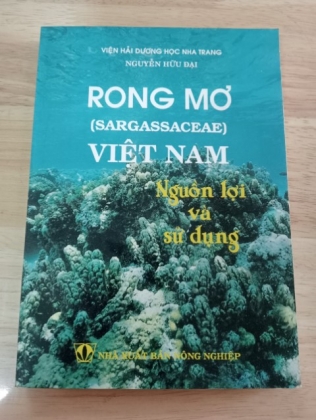 VIỆN HẢI DƯƠNG HỌC NHA TRANG
NGUYỄN HỮU ĐẠI
RONG MƠ
(SARGASSACEAE)
VIỆT NAM
Nguồn lợi
và
sử dụng
NHÀ XUẤT BẢN NÔNG NGHIỆP